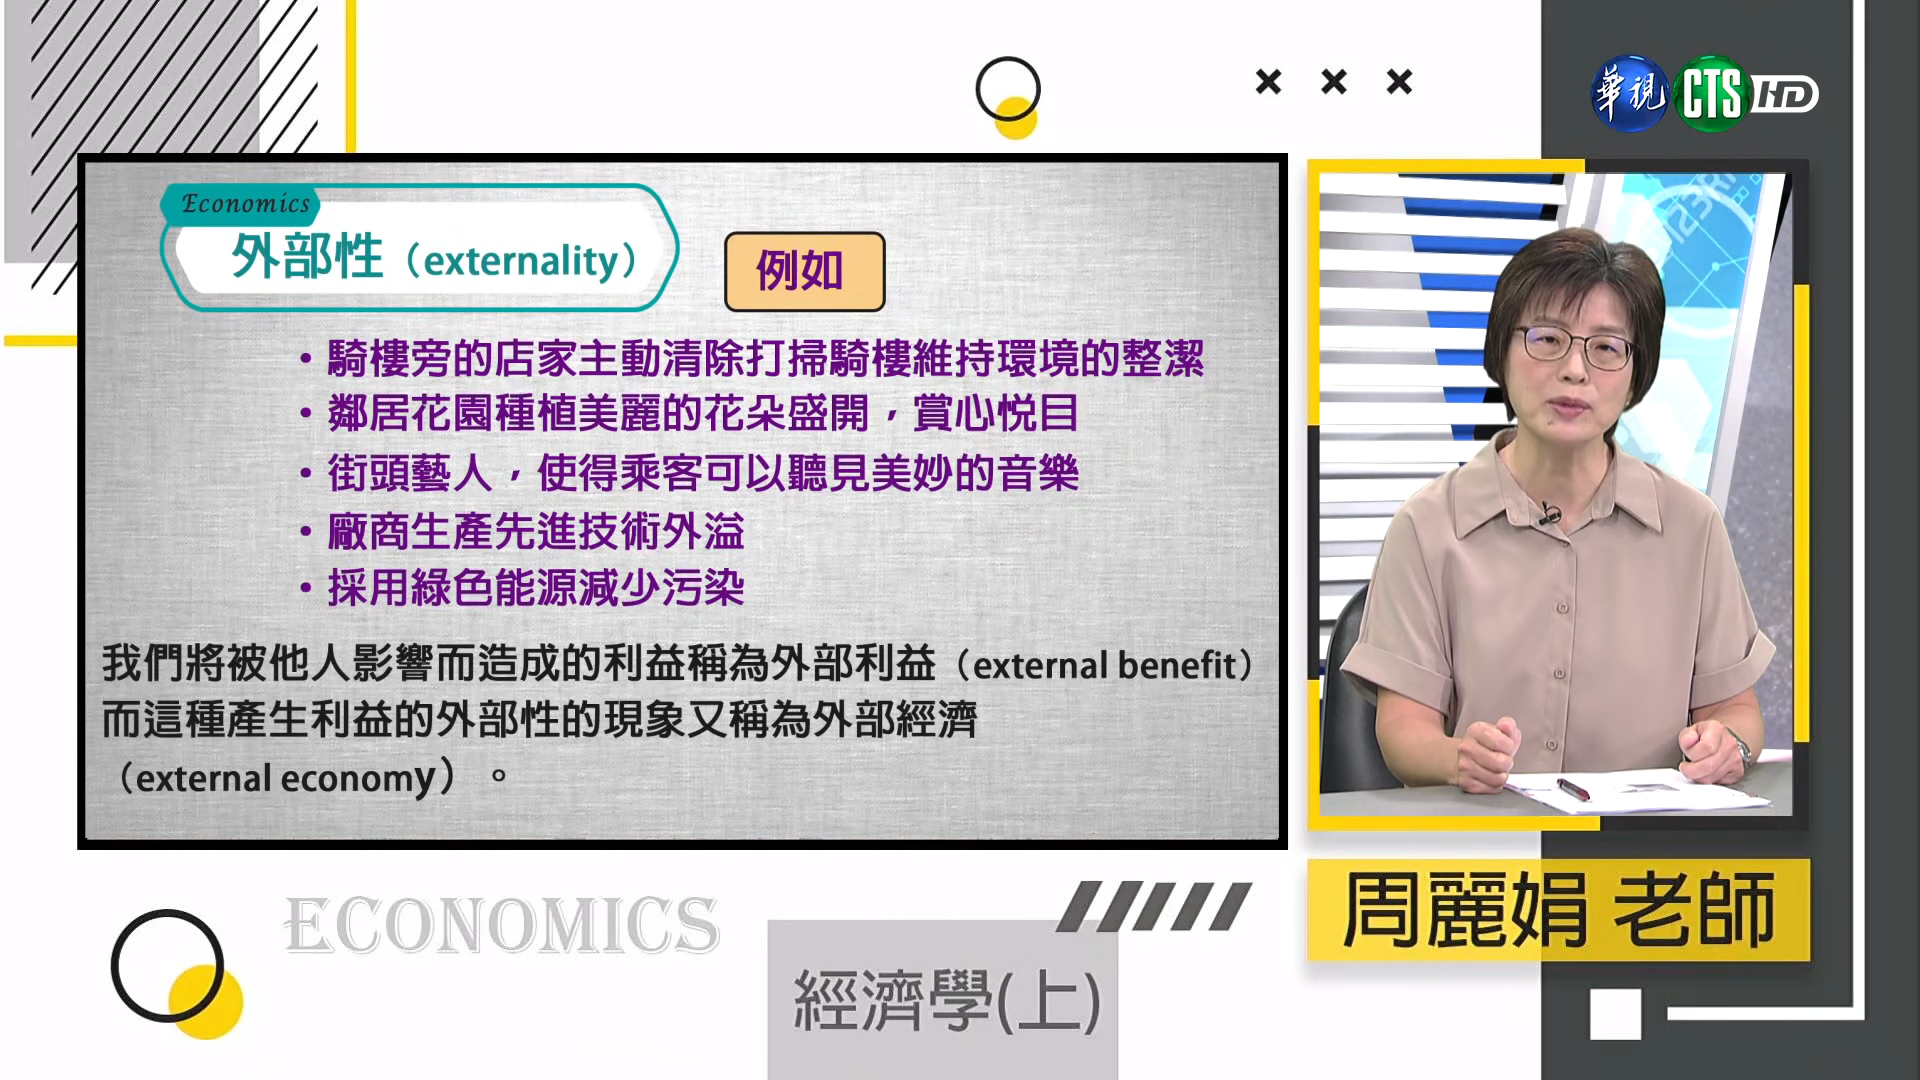 華視 CTS HD
Economics
外部性（externality）
例如
• 騎樓旁的店家主動清除打掃騎樓維持環境的整潔
• 鄰居花園種植美麗的花朵盛開，賞心悅目
• 街頭藝人，使得乘客可以聽見美妙的音樂
• 廠商生產先進技術外溢
• 採用綠色能源減少污染
我們將被他人影響而造成的利益稱為外部利益（external benefit）
而這種產生利益的外部性的現象又稱為外部經濟
（external economy）。
周麗娟 老師
ECONOMICS
經濟學(上)